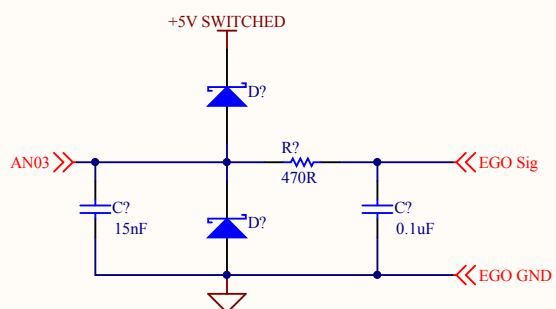 +5V SWITCHED
D?
R?
AN03
EGO Sig
470R
C?
D?
C?
15nF
0.1uF
EGO GND